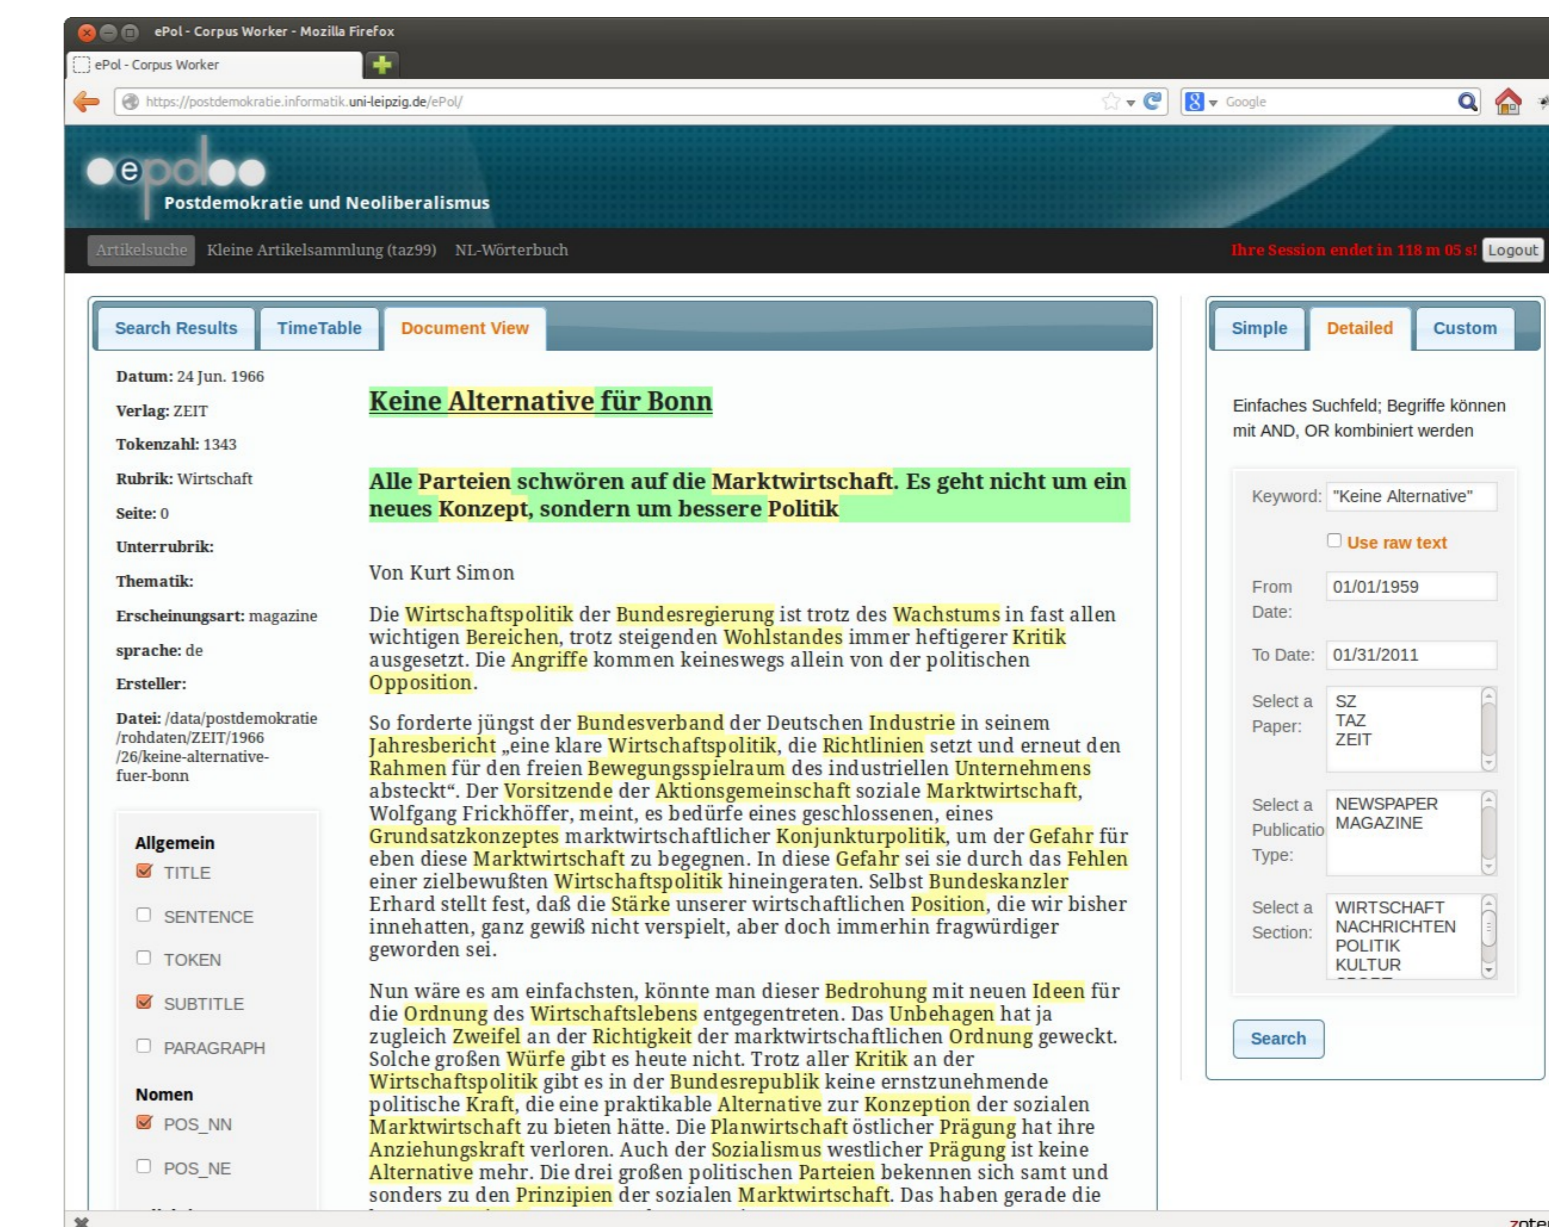 ePol - Corpus Worker - Mozilla Firefox
ePol - Corpus Worker
https://postdemokratie.informatik.uni-leipzig.de/ePol/
Google
epol
Postdemokratie und Neoliberalismus
Artikelsuche Kleine Artikelsammlung (taz99) NL-Wörterbuch
Ihre Session endet in 118 m 05 s! Logout
Search Results TimeTable Document View
Datum: 24 Jun. 1966
Verlag: ZEIT
Tokenzahl: 1343
Rubrik: Wirtschaft
Seite: 0
Unterrubrik:
Thematik:
Erscheinungsart: magazine
sprache: de
Ersteller:
Datei: /data/postdemokratie
/rohdaten/ZEIT/1966
/26/keine-alternative-
fuer-bonn
Allgemein
TITLE
SENTENCE
TOKEN
SUBTITLE
PARAGRAPH
Nomen
POS_NN
POS_NE
Keine Alternative für Bonn
Alle Parteien schwören auf die Marktwirtschaft. Es geht nicht um ein
neues Konzept, sondern um bessere Politik
Von Kurt Simon
Die Wirtschaftspolitik der Bundesregierung ist trotz des Wachstums in fast allen
wichtigen Bereichen, trotz steigenden Wohlstandes immer heftigerer Kritik
ausgesetzt. Die Angriffe kommen keineswegs allein von der politischen
Opposition.
So forderte jüngst der Bundesverband der Deutschen Industrie in seinem
Jahresbericht „eine klare Wirtschaftspolitik, die Richtlinien setzt und erneut den
Rahmen für den freien Bewegungsspielraum des industriellen Unternehmens
absteckt“. Der Vorsitzende der Aktionsgemeinschaft soziale Marktwirtschaft,
Wolfgang Frickhöffer, meint, es bedürfe eines geschlossenen, eines
Grundsatzkonzeptes marktwirtschaftlicher Konjunkturpolitik, um der Gefahr für
eben diese Marktwirtschaft zu begegnen. In diese Gefahr sei sie durch das Fehlen
einer zielbewußten Wirtschaftspolitik hineingeraten. Selbst Bundeskanzler
Erhard stellt fest, daß die Stärke unserer wirtschaftlichen Position, die wir bisher
innehatten, ganz gewiß nicht verspielt, aber doch immerhin fragwürdiger
geworden sei.
Nun wäre es am einfachsten, könnte man dieser Bedrohung mit neuen Ideen für
die Ordnung des Wirtschaftslebens entgegentreten. Das Unbehagen hat ja
zugleich Zweifel an der Richtigkeit der marktwirtschaftlichen Ordnung geweckt.
Solche großen Würfe gibt es heute nicht. Trotz aller Kritik an der
Wirtschaftspolitik gibt es in der Bundesrepublik keine ernstzunehmende
politische Kraft, die eine praktikable Alternative zur Konzeption der sozialen
Marktwirtschaft zu bieten hätte. Die Planwirtschaft östlicher Prägung hat ihre
Anziehungskraft verloren. Auch der Sozialismus westlicher Prägung ist keine
Alternative mehr. Die drei großen politischen Parteien bekennen sich samt und
sonders zu den Prinzipien der sozialen Marktwirtschaft. Das haben gerade die
Simple Detailed Custom
Einfaches Suchfeld; Begriffe können
mit AND, OR kombiniert werden
Keyword: "Keine Alternative"
Use raw text
From
Date: 01/01/1959
To Date: 01/31/2011
Select a
Paper:
SZ
TAZ
ZEIT
Select a
Publicatio
Type:
NEWSPAPER
MAGAZINE
Select a
Section:
WIRTSCHAFT
NACHRICHTEN
POLITIK
KULTUR
Search